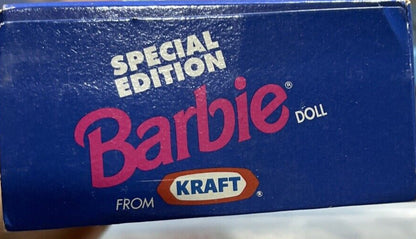 SPECIAL
EDITION
Barbie® DOLL
FROM KRAFT®